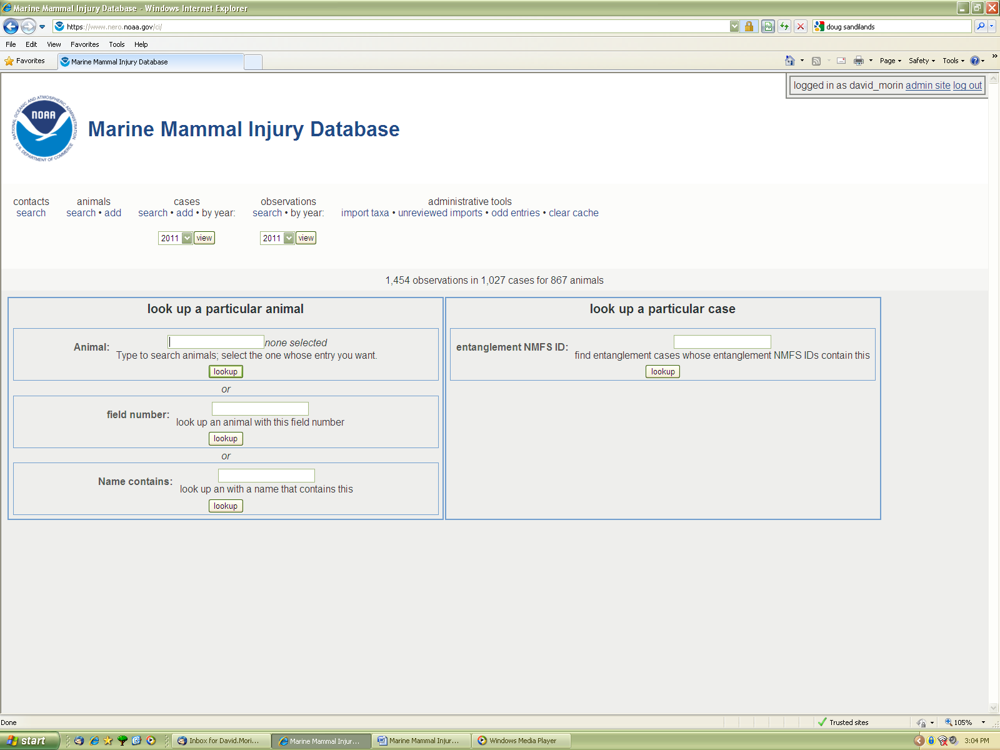 Marine Mammal Injury Database - Windows Internet Explorer
https://www.nero.noaa.gov/ci/
doug sandilands
File Edit View Favorites Tools Help
Favorites
Marine Mammal Injury Database
Page Safety Tools
logged in as david_morin admin site log out
NATIONAL OCEANIC AND ATMOSPHERIC ADMINISTRATION
NOAA
U.S. DEPARTMENT OF COMMERCE
Marine Mammal Injury Database
contacts animals cases observations administrative tools
search search • add search • add • by year: search • by year: import taxa • unreviewed imports • odd entries • clear cache
2011 view 2011 view
1,454 observations in 1,027 cases for 867 animals
look up a particular animal
Animal: none selected
Type to search animals; select the one whose entry you want.
lookup
or
field number:
look up an animal with this field number
lookup
or
Name contains:
look up an with a name that contains this
lookup
look up a particular case
entanglement NMFS ID:
find entanglement cases whose entanglement NMFS IDs contain this
lookup
Done
Trusted sites
105%
start
Inbox for David.Mori...
Marine Mammal Injur...
Marine Mammal Injur...
Windows Media Player
3:04 PM